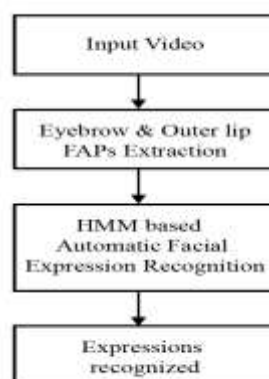 Input Video
Eyebrow & Outer lip
FAPs Extraction
HMM based
Automatic Facial
Expression Recognition
Expressions
recognized